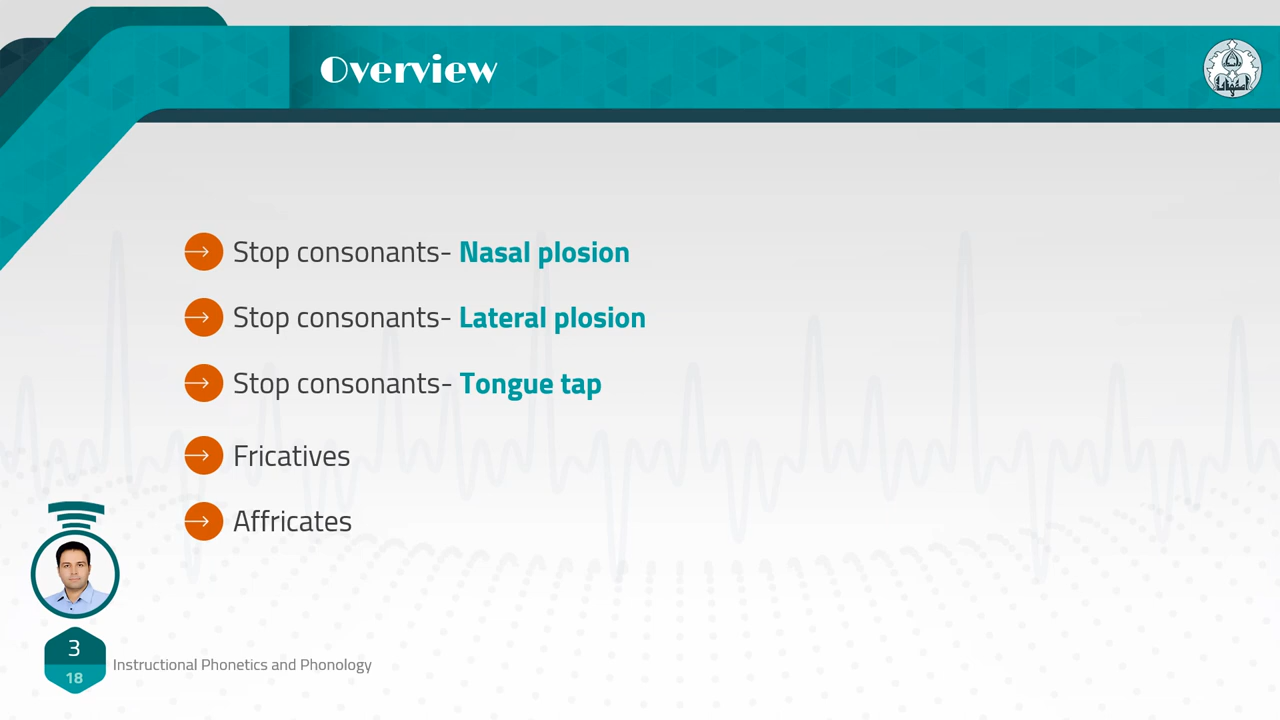 Overview
اصفهان
Stop consonants- Nasal plosion
Stop consonants- Lateral plosion
Stop consonants- Tongue tap
Fricatives
Affricates
3
18
Instructional Phonetics and Phonology